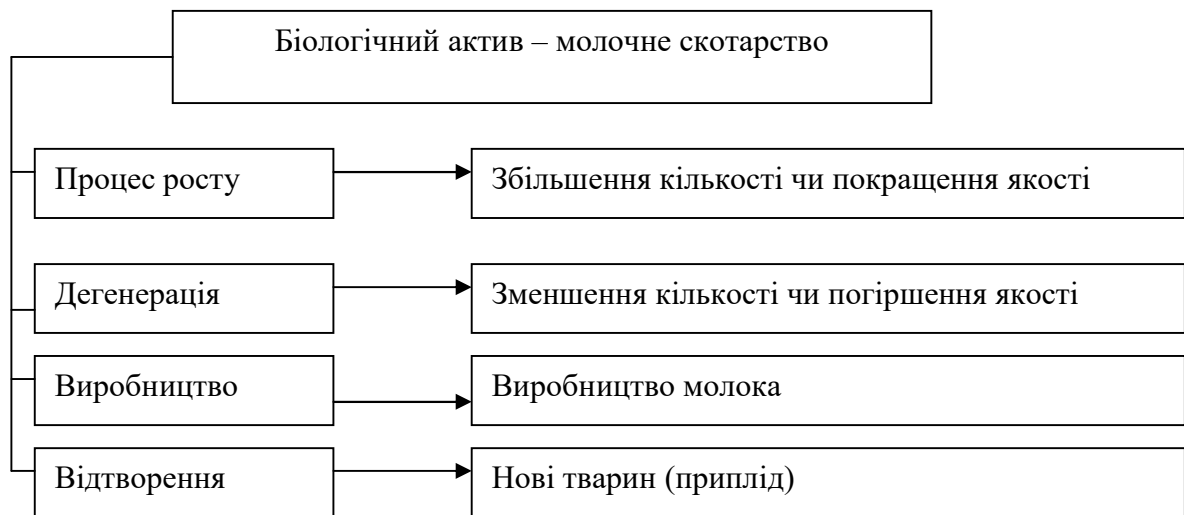 Біологічний актив – молочне скотарство
Процес росту
Збільшення кількості чи покращення якості
Дегенерація
Зменшення кількості чи погіршення якості
Виробництво
Виробництво молока
Відтворення
Нові тварин (приплід)